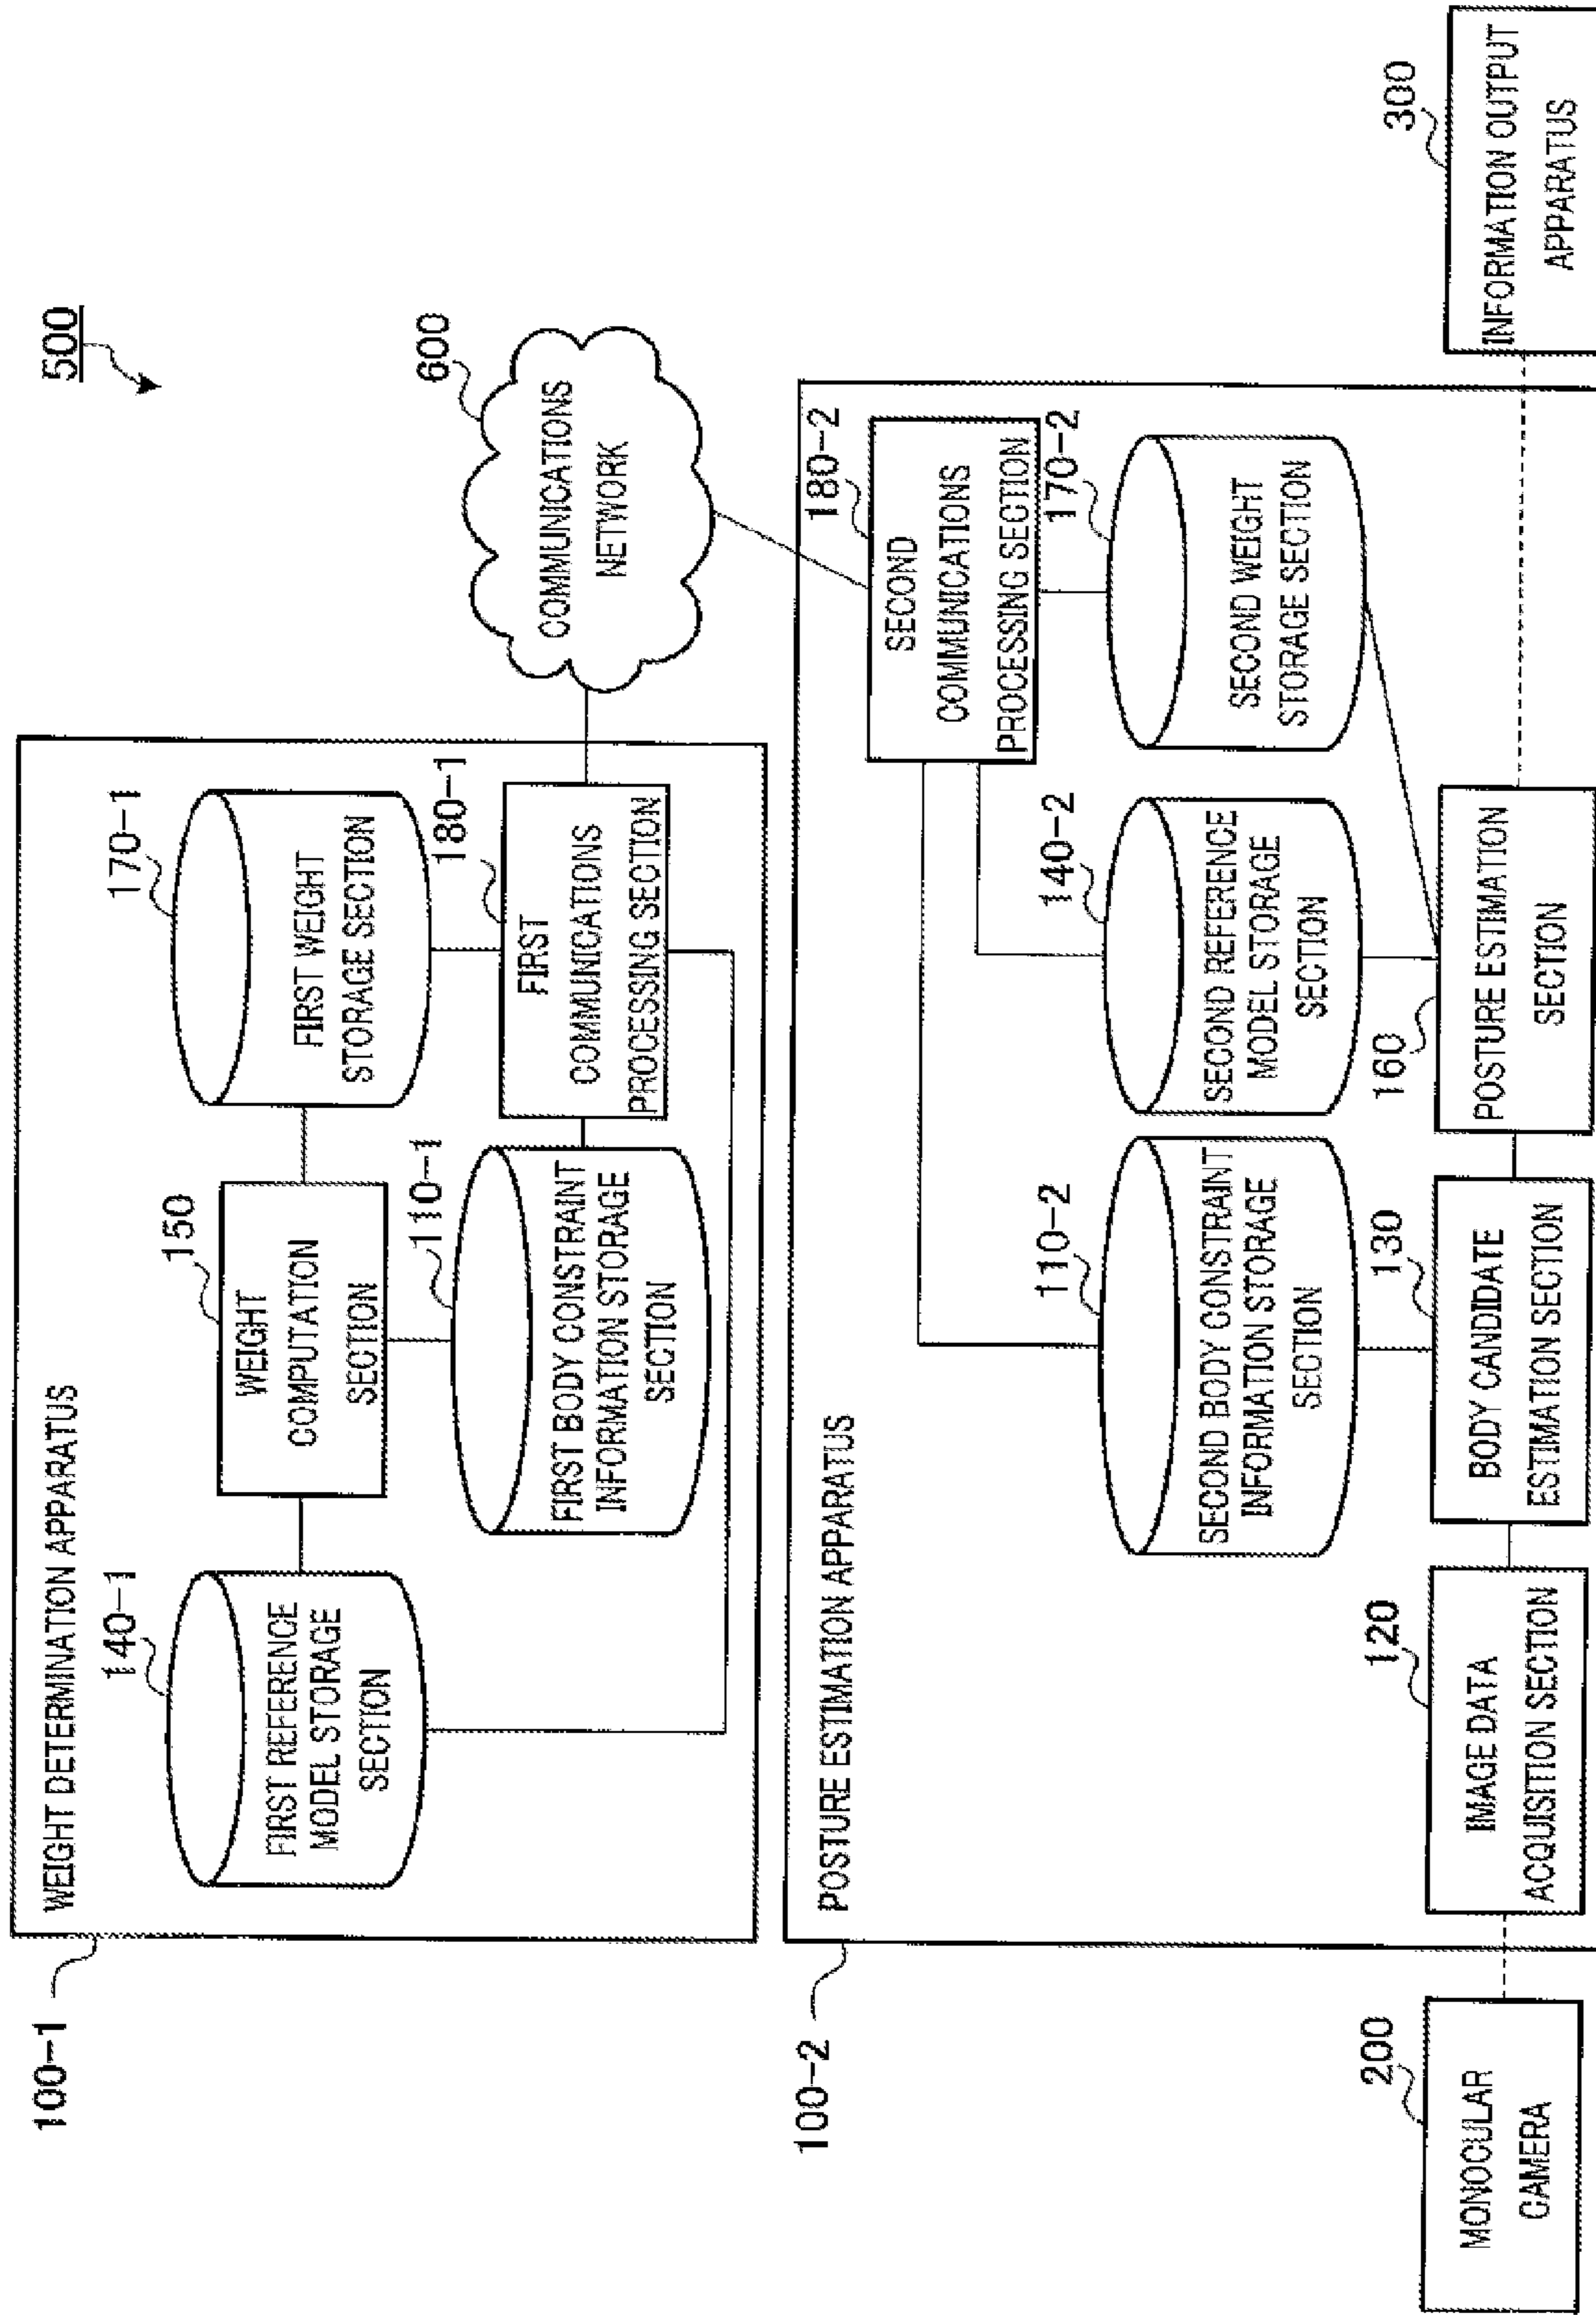 500
100-1
WEIGHT DETERMINATION APPARATUS
140-1
FIRST REFERENCE
MODEL STORAGE
SECTION
150
WEIGHT
COMPUTATION
SECTION
170-1
FIRST WEIGHT
STORAGE SECTION
110-1
FIRST BODY CONSTRAINT
INFORMATION STORAGE
SECTION
180-1
FIRST
COMMUNICATIONS
PROCESSING SECTION
600
COMMUNICATIONS
NETWORK
100-2
POSTURE ESTIMATION APPARATUS
180-2
SECOND
COMMUNICATIONS
PROCESSING SECTION
110-2
SECOND BODY CONSTRAINT
INFORMATION STORAGE
SECTION
140-2
SECOND REFERENCE
MODEL STORAGE
SECTION
170-2
SECOND WEIGHT
STORAGE SECTION
200
MONOCULAR
CAMERA
120
IMAGE DATA
ACQUISITION SECTION
130
BODY CANDIDATE
ESTIMATION SECTION
160
POSTURE ESTIMATION
SECTION
300
INFORMATION OUTPUT
APPARATUS